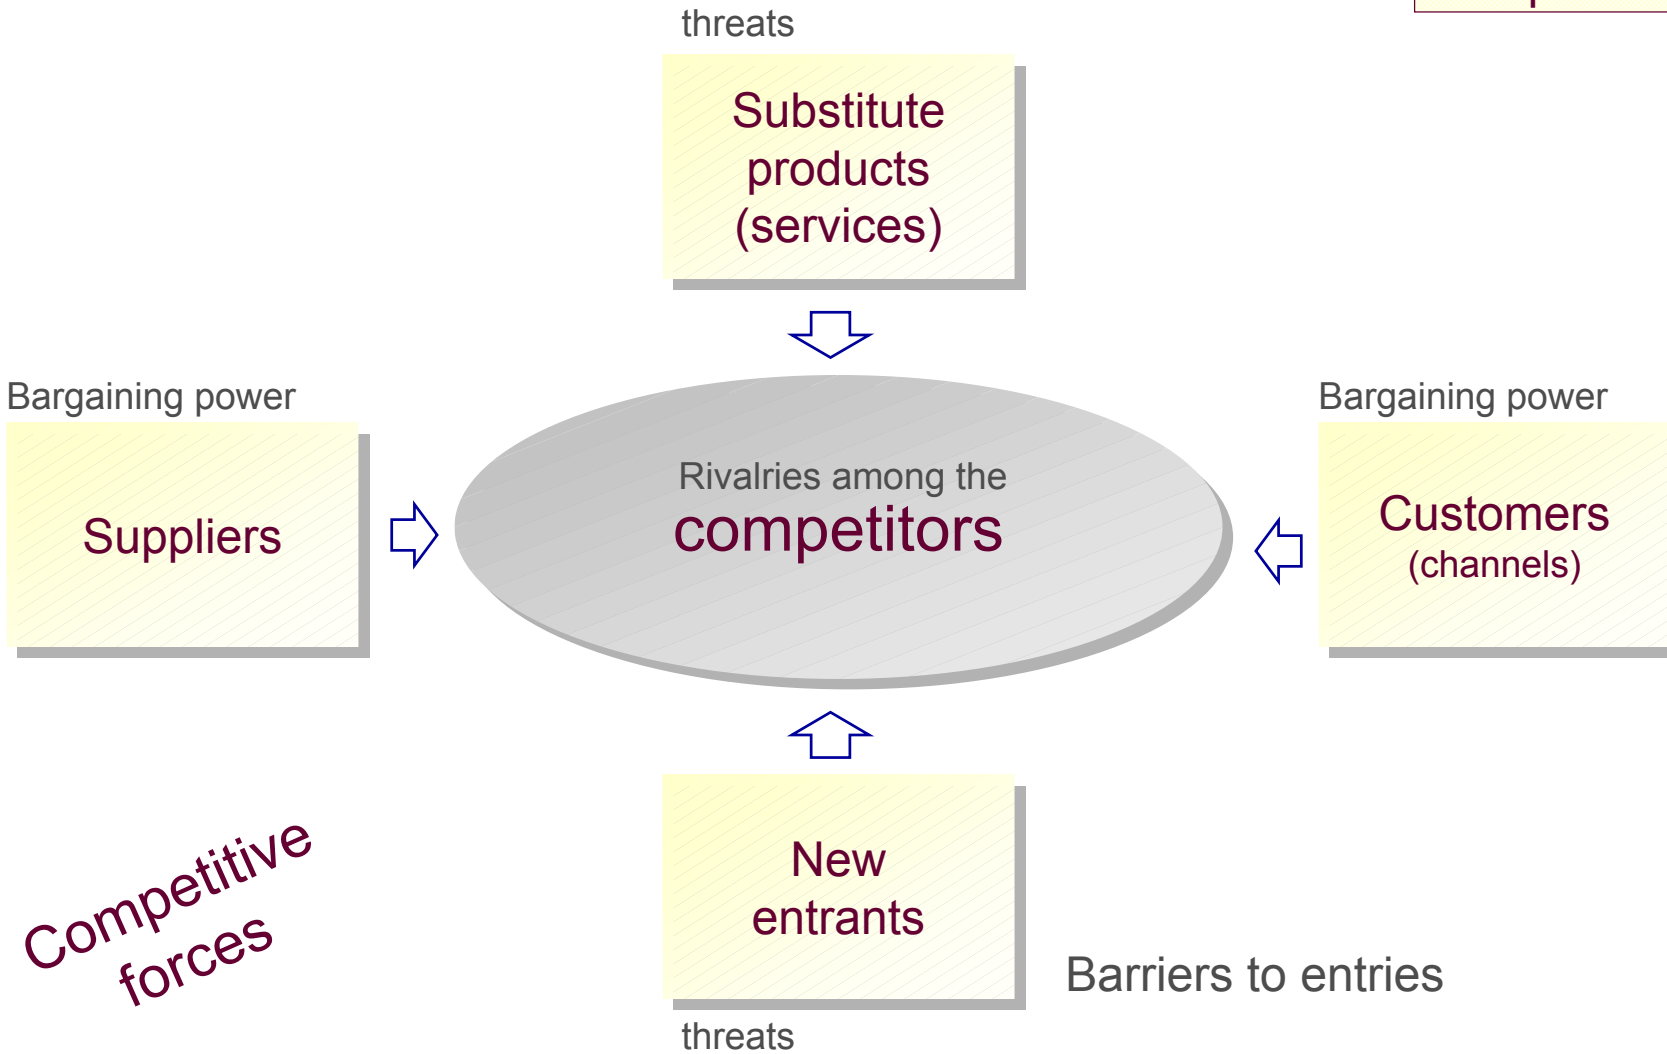 threats
Substitute
products
(services)
Bargaining power
Suppliers
Rivalries among the
competitors
Bargaining power
Customers
(channels)
New
entrants
threats
Barriers to entries
Competitive
forces